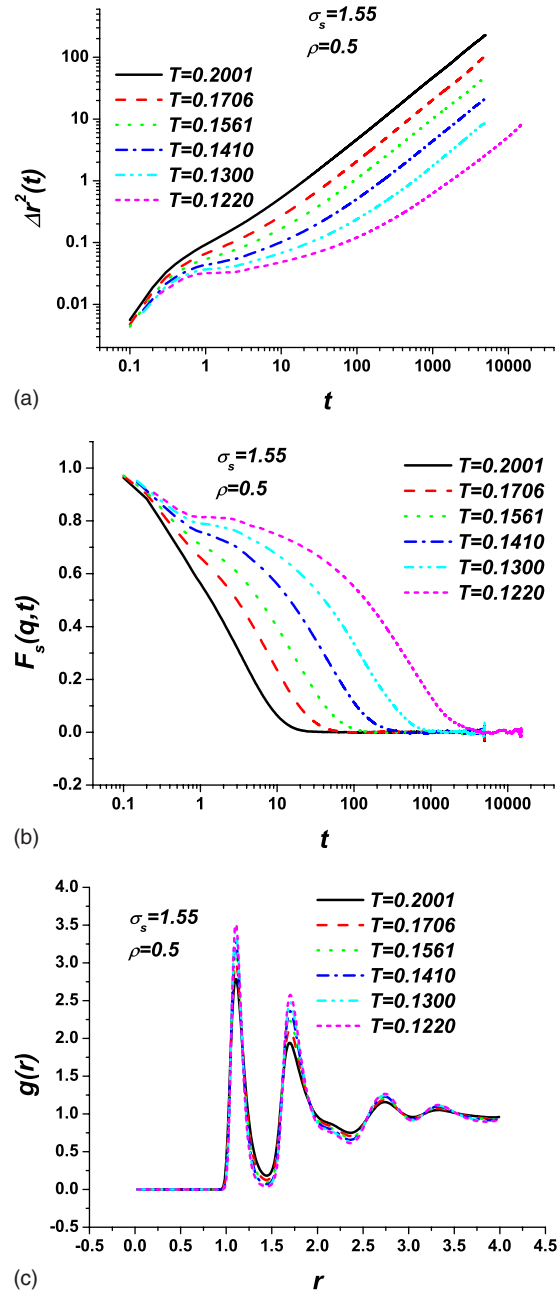 σs=1.55
ρ=0.5
T=0.2001
T=0.1706
T=0.1561
T=0.1410
T=0.1300
T=0.1220
100
10
1
0.1
0.01
Δr²(t)
0.1 1 10 100 1000 10000
t
(a)
σs=1.55
ρ=0.5
T=0.2001
T=0.1706
T=0.1561
T=0.1410
T=0.1300
T=0.1220
1.0
0.8
0.6
0.4
0.2
0.0
-0.2
Fs(q,t)
0.1 1 10 100 1000 10000
t
(b)
σs=1.55
ρ=0.5
T=0.2001
T=0.1706
T=0.1561
T=0.1410
T=0.1300
T=0.1220
4.0
3.5
3.0
2.5
2.0
1.5
1.0
0.5
0.0
-0.5
g(r)
-0.5 0.0 0.5 1.0 1.5 2.0 2.5 3.0 3.5 4.0 4.5
r
(c)